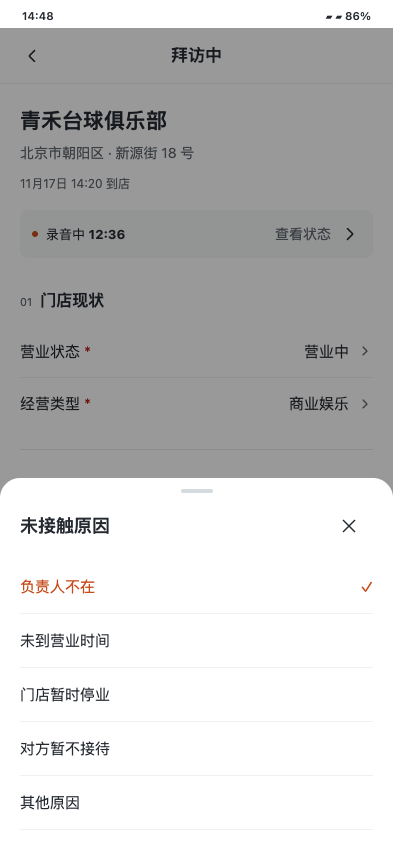 14:48
86%
拜访中
青禾台球俱乐部
北京市朝阳区 · 新源街 18 号
11月17日 14:20 到店
录音中 12:36
查看状态
01 门店现状
营业状态 *
营业中
经营类型 *
商业娱乐
未接触原因
负责人不在
未到营业时间
门店暂时停业
对方暂不接待
其他原因